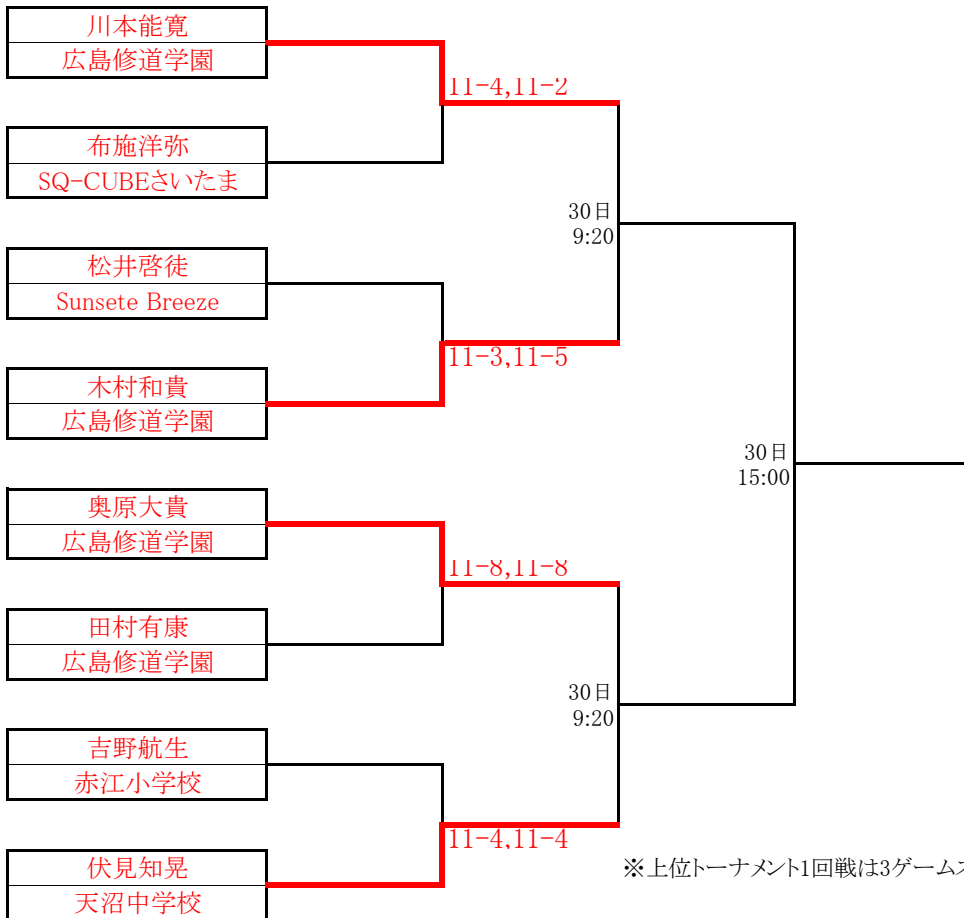 川本能寛
広島修道学園
11-4,11-2
布施洋弥
SQ-CUBEさいたま
30日
9:20
松井啓徒
Sunsete Breeze
11-3,11-5
木村和貴
広島修道学園
30日
15:00
奥原大貴
広島修道学園
11-8,11-8
田村有康
広島修道学園
30日
9:20
吉野航生
赤江小学校
11-4,11-4
伏見知晃
天沼中学校
※上位トーナメント1回戦は3ゲーム